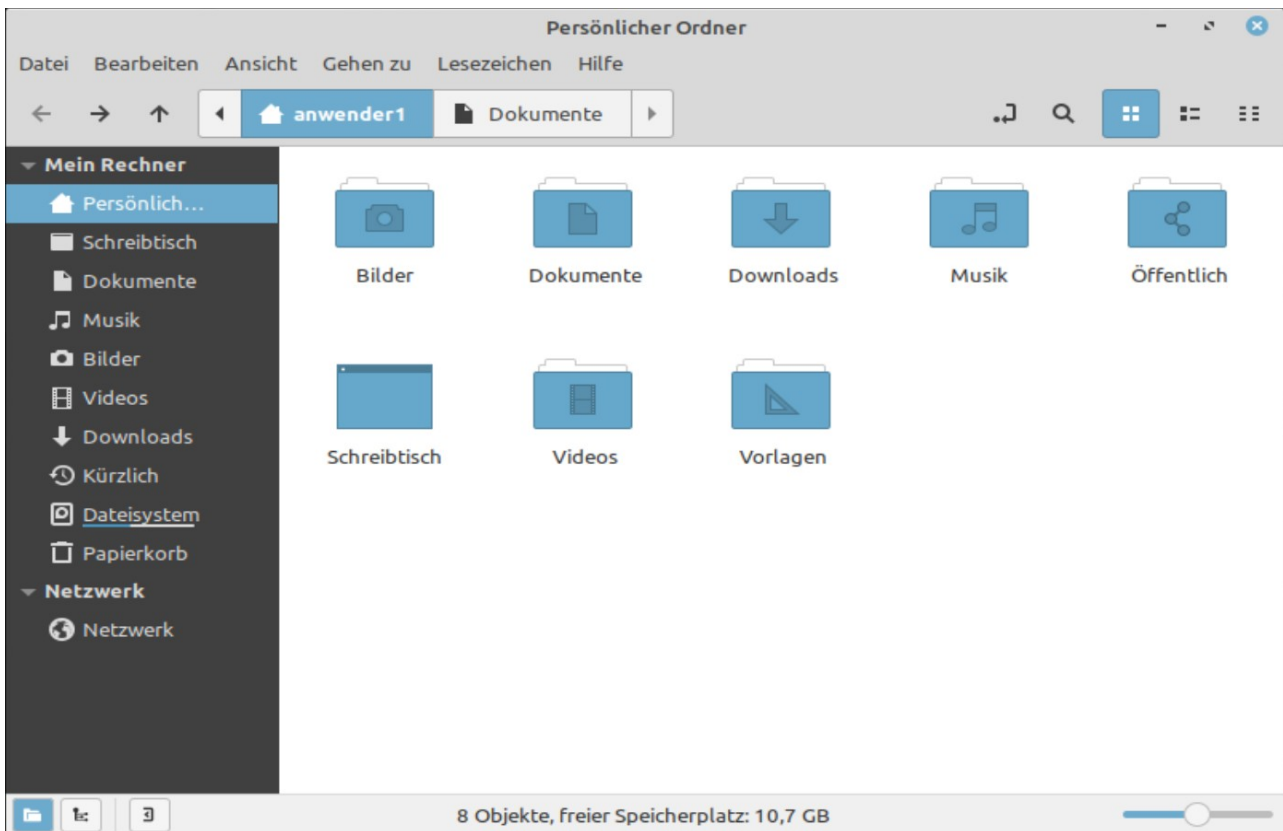 Persönlicher Ordner
Datei Bearbeiten Ansicht Gehen zu Lesezeichen Hilfe
anwender1 Dokumente
Mein Rechner
Persönlich...
Schreibtisch
Dokumente
Musik
Bilder
Videos
Downloads
Kürzlich
Dateisystem
Papierkorb
Netzwerk
Netzwerk
Bilder Dokumente Downloads Musik Öffentlich
Schreibtisch Videos Vorlagen
8 Objekte, freier Speicherplatz: 10,7 GB